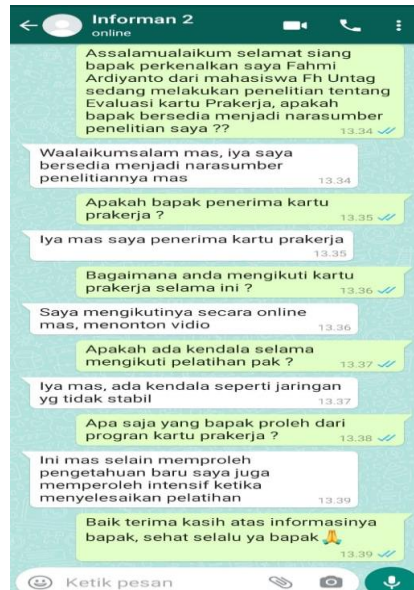 Informan 2
online
Assalamualaikum selamat siang
bapak perkenalkan saya Fahmi
Ardiyanto dari mahasiswa Fh Untag
sedang melakukan penelitian tentang
Evaluasi kartu Prakerja, apakah
bapak bersedia menjadi narasumber
penelitian saya ??
13.34
Waalaikumsalam mas, iya saya
bersedia menjadi narasumber
penelitiannya mas
13.34
Apakah bapak penerima kartu
prakerja ?
13.35
Iya mas saya penerima kartu prakerja
13.35
Bagaimana anda mengikuti kartu
prakerja selama ini ?
13.36
Saya mengikutinya secara online
mas, menonton vidio
13.36
Apakah ada kendala selama
mengikuti pelatihan pak ?
13.37
Iya mas, ada kendala seperti jaringan
yg tidak stabil
13.37
Apa saja yang bapak proleh dari
progran kartu prakerja ?
13.38
Ini mas selain memproleh
pengetahuan baru saya juga
memperoleh intensif ketika
menyelesaikan pelatihan
13.39
Baik terima kasih atas informasinya
bapak, sehat selalu ya bapak 🙏
13.39
Ketik pesan